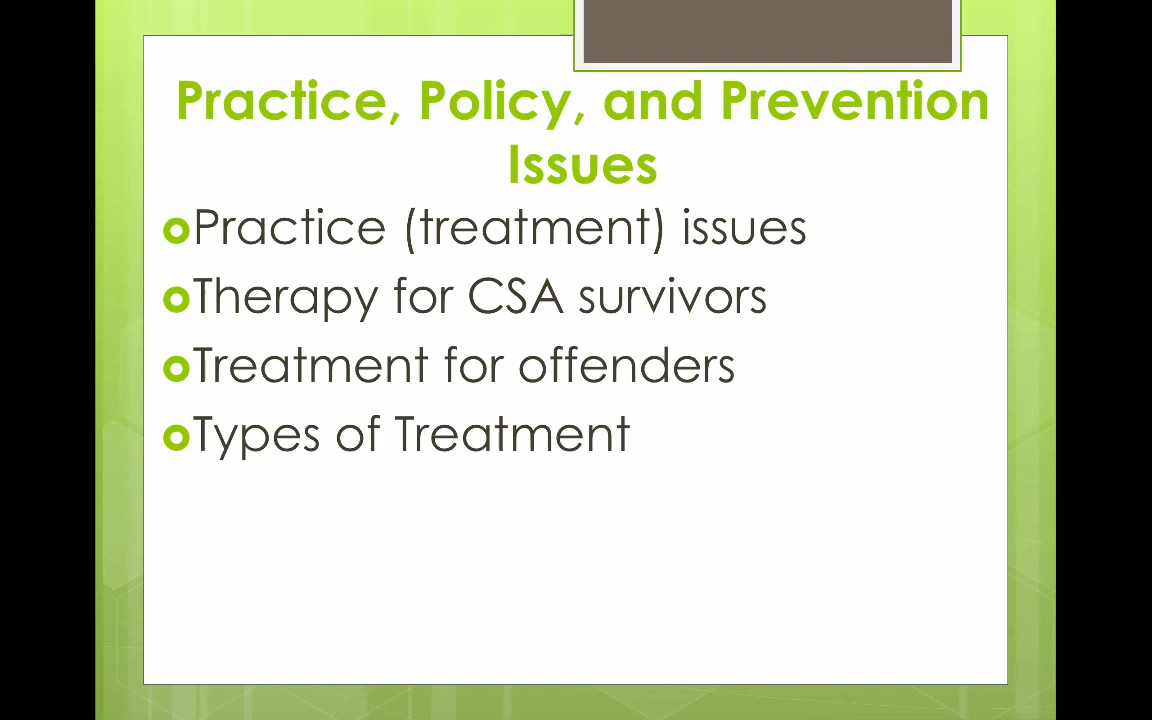 Practice, Policy, and Prevention
Issues
Practice (treatment) issues
Therapy for CSA survivors
Treatment for offenders
Types of Treatment